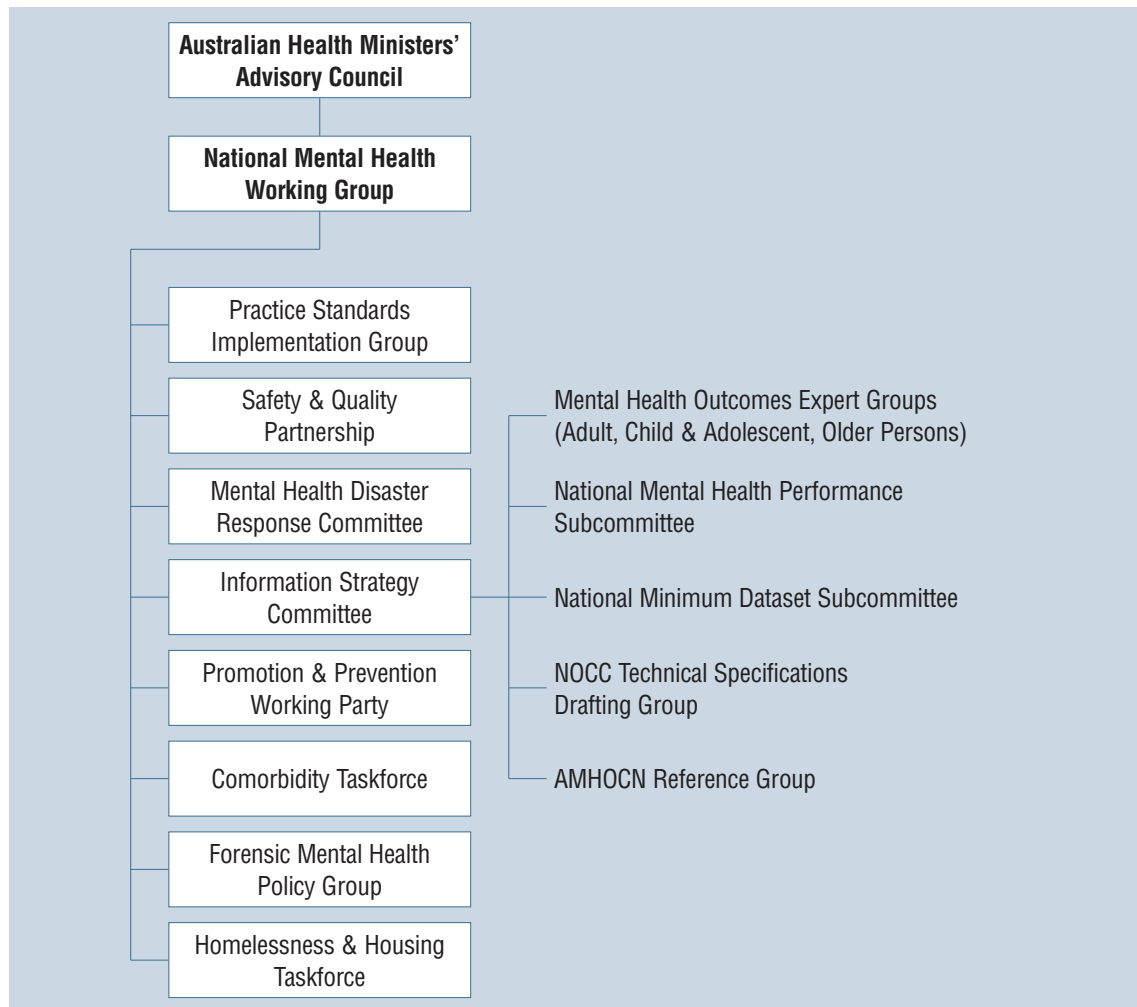 Australian Health Ministers’
Advisory Council
National Mental Health
Working Group
Practice Standards
Implementation Group
Safety & Quality
Partnership
Mental Health Disaster
Response Committee
Information Strategy
Committee
Promotion & Prevention
Working Party
Comorbidity Taskforce
Forensic Mental Health
Policy Group
Homelessness & Housing
Taskforce
Mental Health Outcomes Expert Groups
(Adult, Child & Adolescent, Older Persons)
National Mental Health Performance
Subcommittee
National Minimum Dataset Subcommittee
NOCC Technical Specifications
Drafting Group
AMHOCN Reference Group